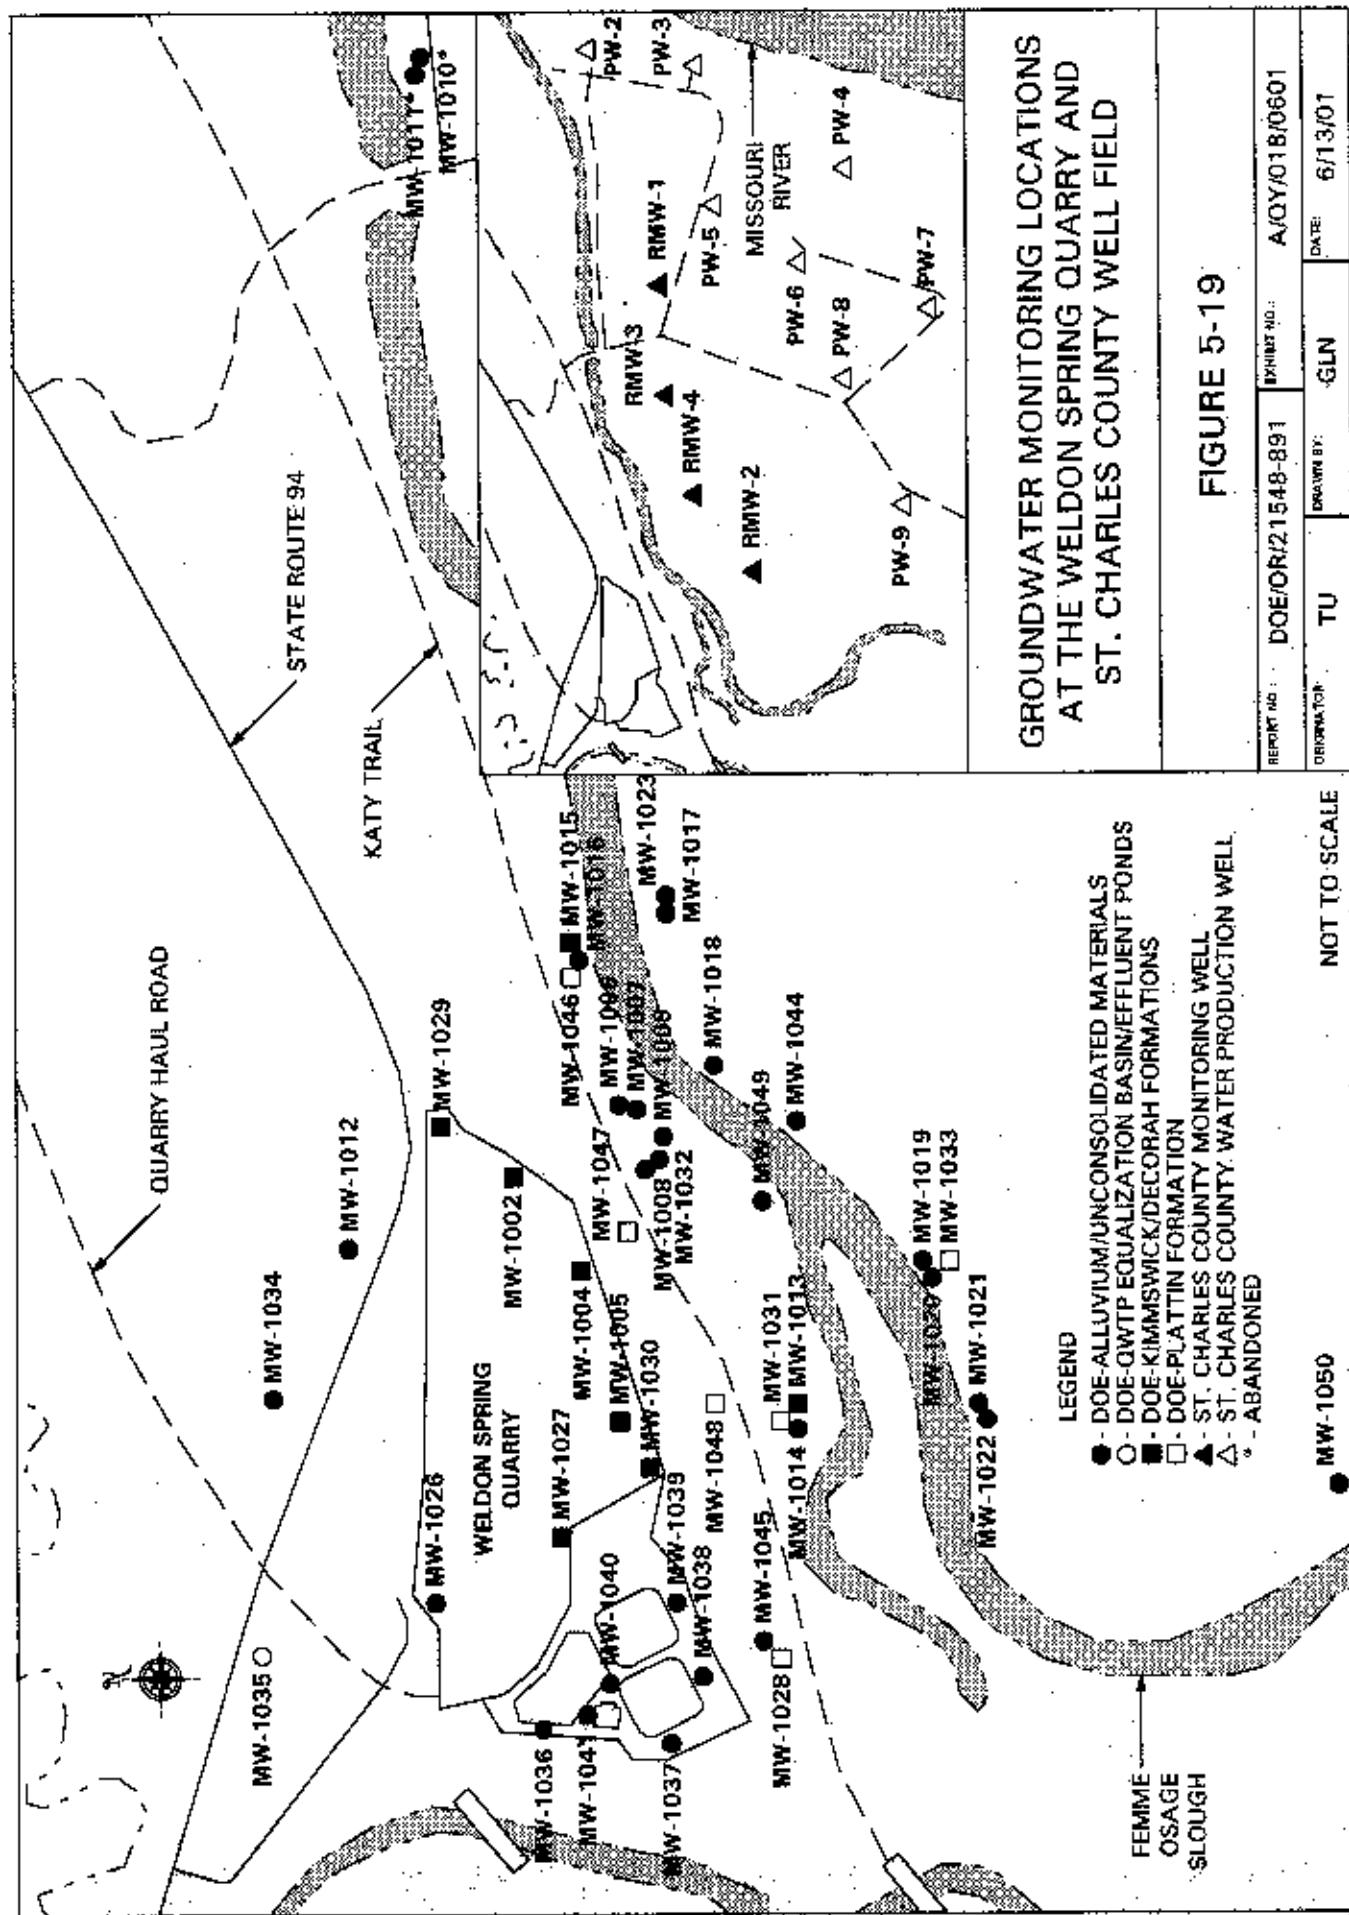 QUARRY HAUL ROAD
STATE ROUTE 94
KATY TRAIL
MW-1011*
MW-1010*
MW-1035
MW-1034
MW-1012
MW-1029
MW-1026
WELDON SPRING
QUARRY
MW-1002
MW-1004
MW-1005
MW-1027
MW-1030
MW-1015
MW-1016
MW-1046
MW-1047
MW-1008
MW-1032
MW-1023
MW-1017
MW-1018
MW-1044
MW-1049
MW-1036
MW-1041
MW-1037
MW-1040
MW-1039
MW-1038
MW-1048
MW-1031
MW-1013
MW-1014
MW-1045
MW-1028
MW-1019
MW-1033
MW-1020
MW-1021
MW-1022
MW-1050
FEMME
OSAGE
SLOUGH
PW-2
PW-3
RMW-1
PW-5
RMW-3
RMW-4
RMW-2
MISSOURI
RIVER
PW-4
PW-6
PW-8
PW-7
PW-9
LEGEND
- DOE-ALLUVIUM/UNCONSOLIDATED MATERIALS
- DOE-QWTP EQUALIZATION BASIN/EFFLUENT PONDS
- DOE-KIMMSWICK/DECORAH FORMATIONS
- DOE-PLATTIN FORMATION
- ST. CHARLES COUNTY MONITORING WELL
- ST. CHARLES COUNTY WATER PRODUCTION WELL
* - ABANDONED
NOT TO SCALE
GROUNDWATER MONITORING LOCATIONS
AT THE WELDON SPRING QUARRY AND
ST. CHARLES COUNTY WELL FIELD
FIGURE 5-19
REPORT NO.: DOE/OR/21548-891
EXHIBIT NO.: A/QY/018/0601
ORIGINATOR: TU
DRAWN BY: GLN
DATE: 6/13/01